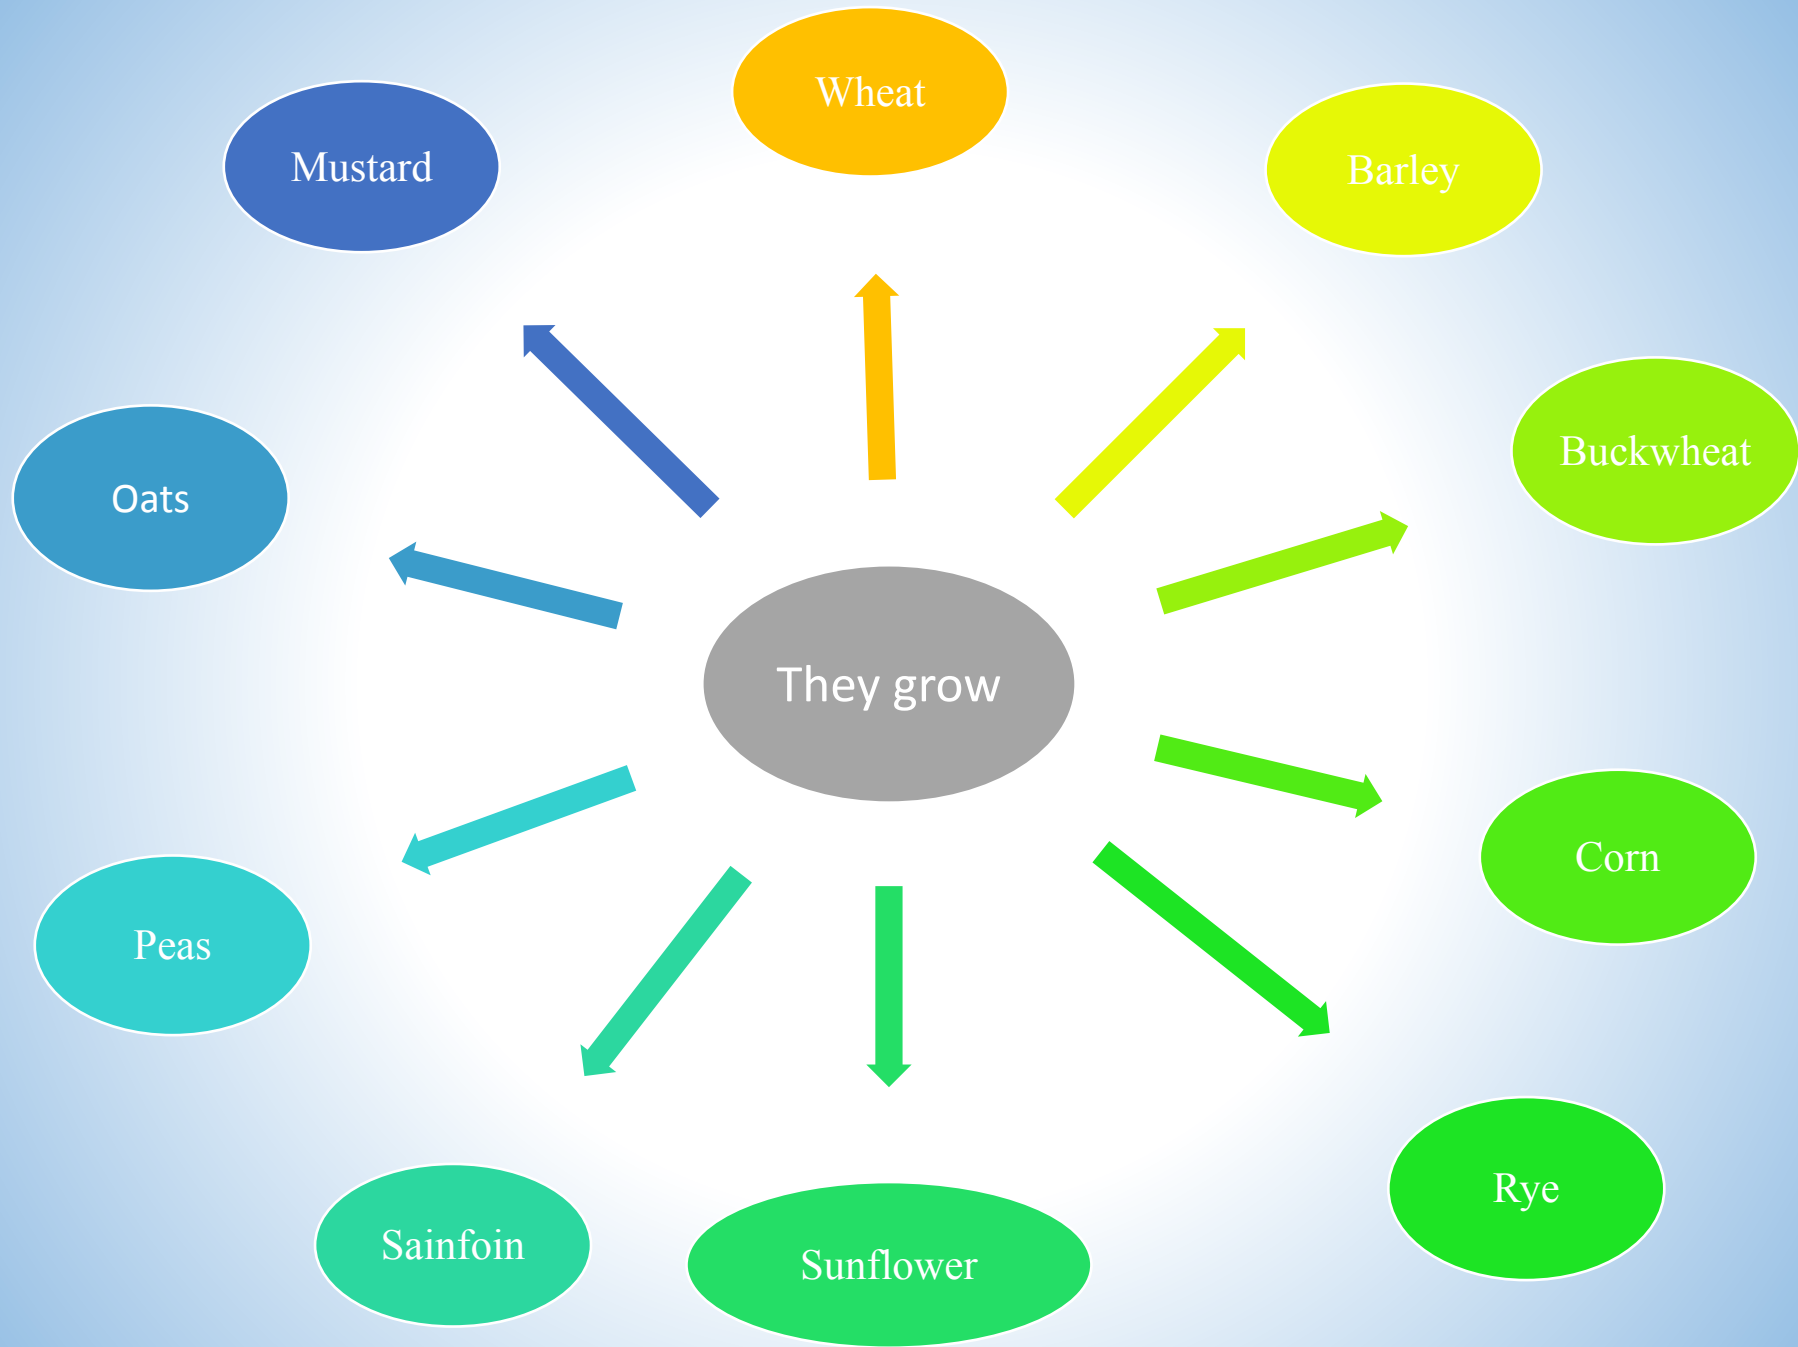 Wheat
Mustard
Barley
Buckwheat
Oats
They grow
Corn
Peas
Rye
Sainfoin
Sunflower